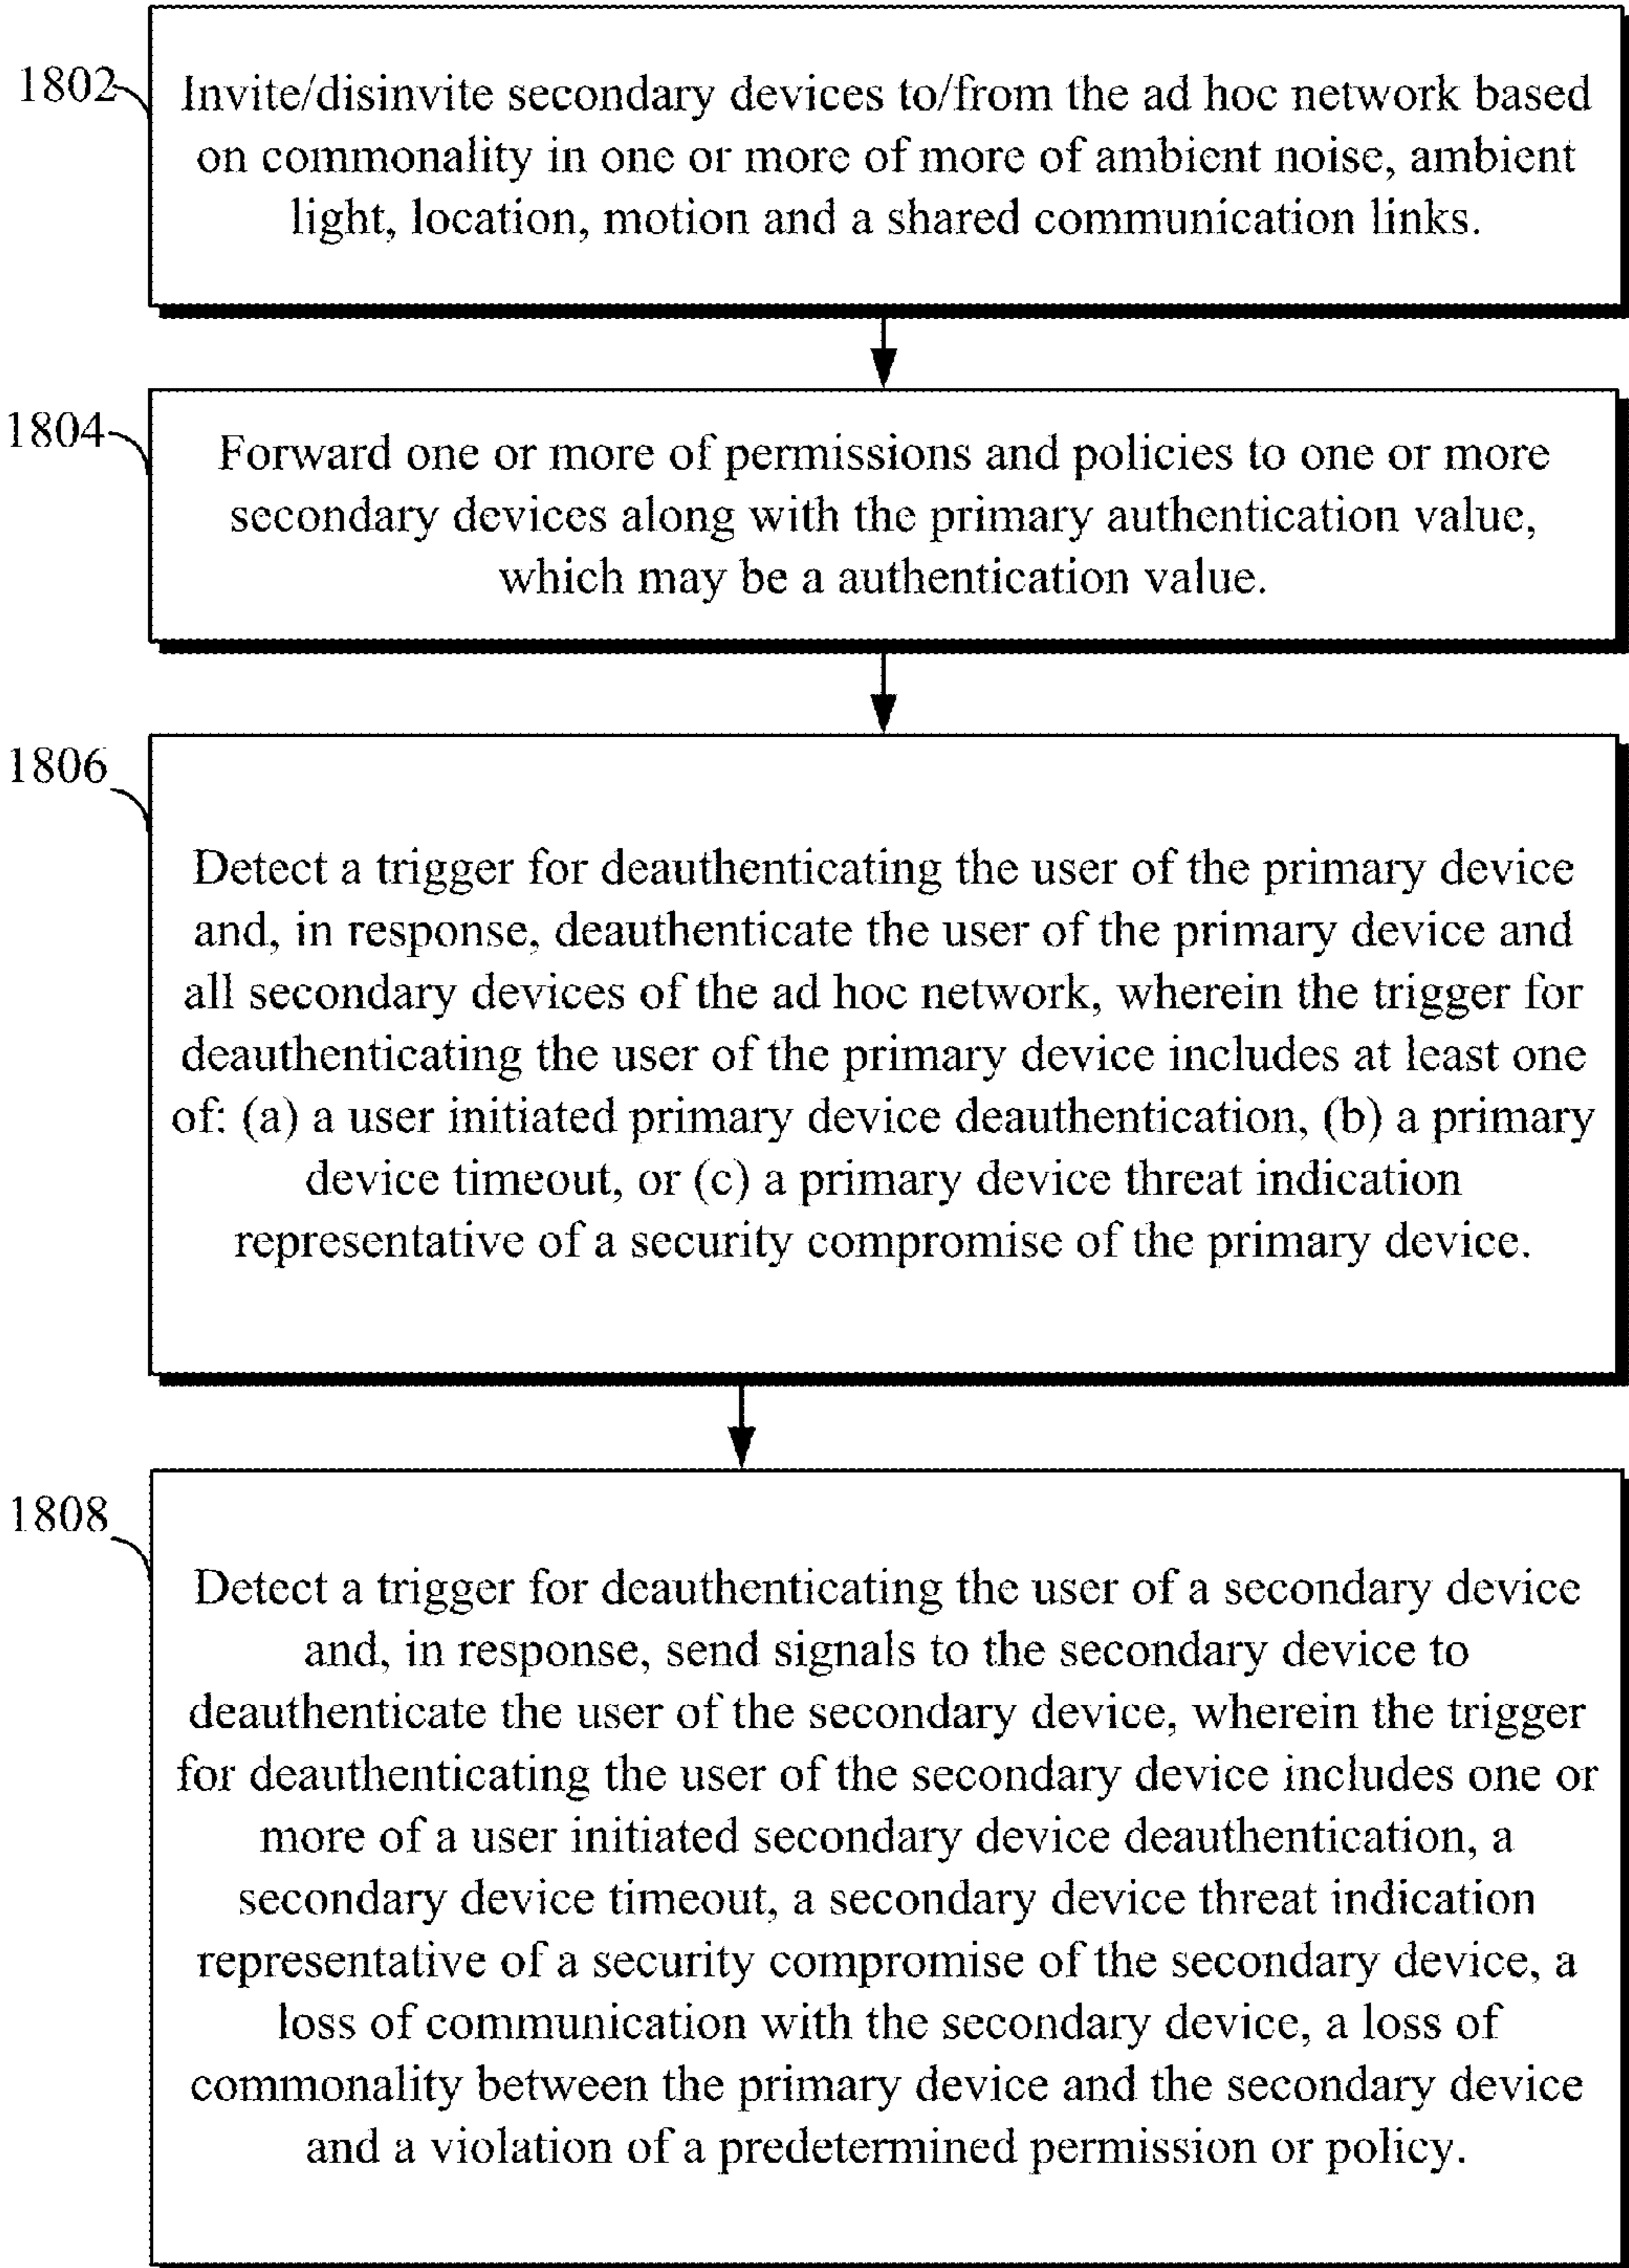 1802
Invite/disinvite secondary devices to/from the ad hoc network based
on commonality in one or more of more of ambient noise, ambient
light, location, motion and a shared communication links.
1804
Forward one or more of permissions and policies to one or more
secondary devices along with the primary authentication value,
which may be a authentication value.
1806
Detect a trigger for deauthenticating the user of the primary device
and, in response, deauthenticate the user of the primary device and
all secondary devices of the ad hoc network, wherein the trigger for
deauthenticating the user of the primary device includes at least one
of: (a) a user initiated primary device deauthentication, (b) a primary
device timeout, or (c) a primary device threat indication
representative of a security compromise of the primary device.
1808
Detect a trigger for deauthenticating the user of a secondary device
and, in response, send signals to the secondary device to
deauthenticate the user of the secondary device, wherein the trigger
for deauthenticating the user of the secondary device includes one or
more of a user initiated secondary device deauthentication, a
secondary device timeout, a secondary device threat indication
representative of a security compromise of the secondary device, a
loss of communication with the secondary device, a loss of
commonality between the primary device and the secondary device
and a violation of a predetermined permission or policy.